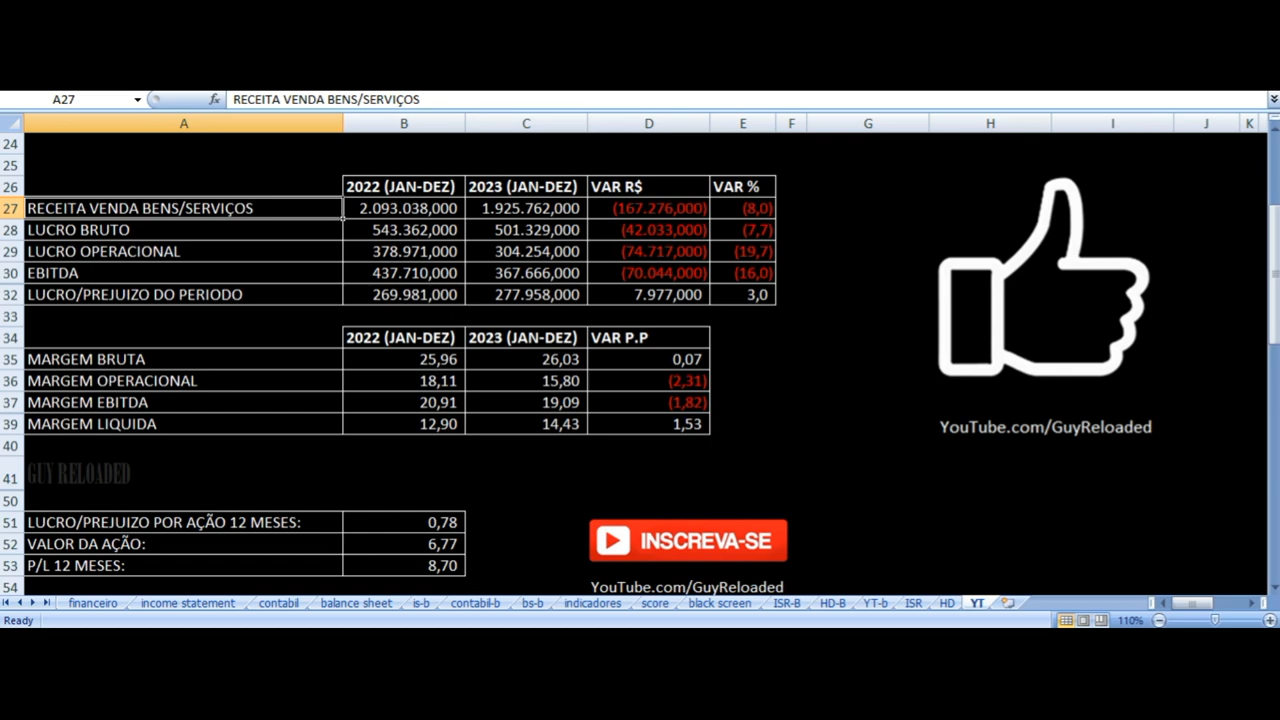 A27 fx RECEITA VENDA BENS/SERVIÇOS
A B C D E F G H I J K
24
25
26 2022 (JAN-DEZ) 2023 (JAN-DEZ) VAR R$ VAR %
27 RECEITA VENDA BENS/SERVIÇOS 2.093.038,000 1.925.762,000 (167.276,000) (8,0)
28 LUCRO BRUTO 543.362,000 501.329,000 (42.033,000) (7,7)
29 LUCRO OPERACIONAL 378.971,000 304.254,000 (74.717,000) (19,7)
30 EBITDA 437.710,000 367.666,000 (70.044,000) (16,0)
32 LUCRO/PREJUIZO DO PERIODO 269.981,000 277.958,000 7.977,000 3,0
33
34 2022 (JAN-DEZ) 2023 (JAN-DEZ) VAR P.P
35 MARGEM BRUTA 25,96 26,03 0,07
36 MARGEM OPERACIONAL 18,11 15,80 (2,31)
37 MARGEM EBITDA 20,91 19,09 (1,82)
39 MARGEM LIQUIDA 12,90 14,43 1,53
YouTube.com/GuyReloaded
40
41 GUY RELOADED
50
51 LUCRO/PREJUIZO POR AÇÃO 12 MESES: 0,78
52 VALOR DA AÇÃO: 6,77
53 P/L 12 MESES: 8,70
INSCREVA-SE
54
YouTube.com/GuyReloaded
financeiro income statement contabil balance sheet is-b contabil-b bs-b indicadores score black screen ISR-B HD-B YT-b ISR HD YT
Ready 110%